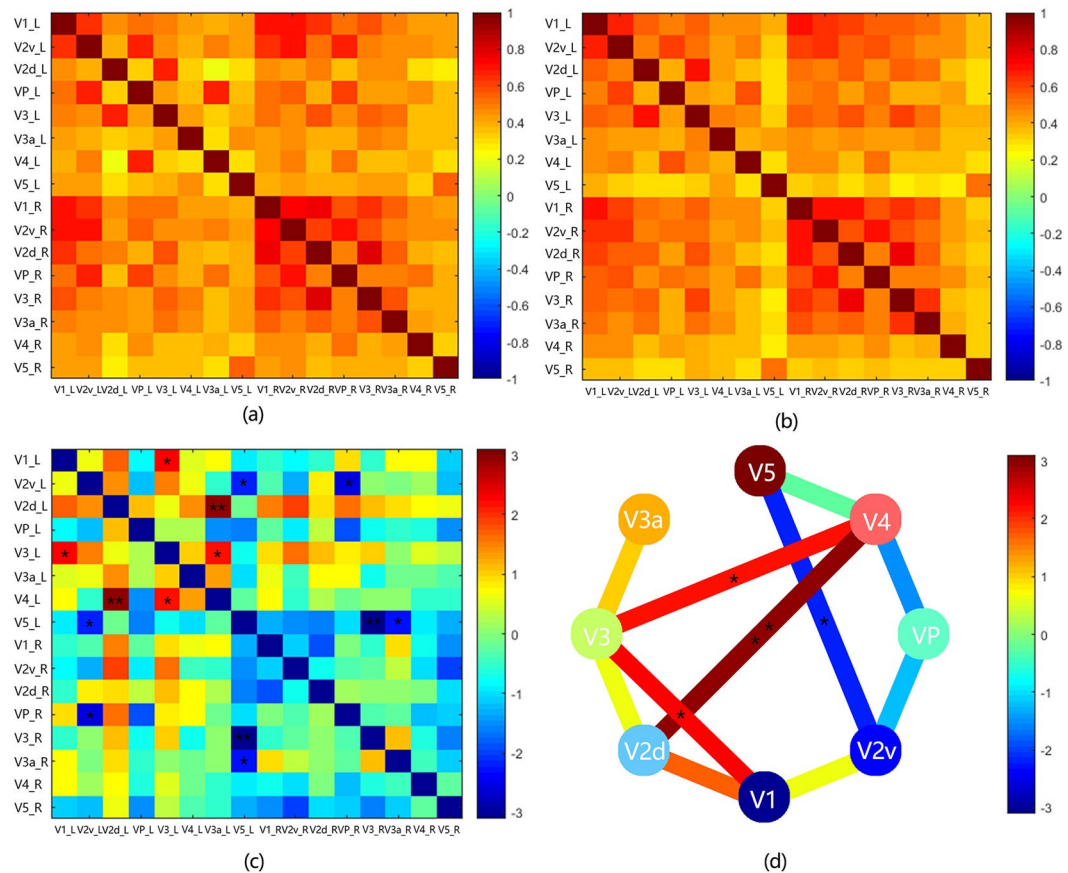 V1_L
V2v_L
V2d_L
VP_L
V3_L
V3a_L
V4_L
V5_L
V1_R
V2v_R
V2d_R
VP_R
V3_R
V3a_R
V4_R
V5_R
V1_L V2v_L V2d_L VP_L V3_L V4_L V3a_L V5_L V1_R V2v_R V2d_R VP_R V3_R V3a_R V4_R V5_R
1
0.8
0.6
0.4
0.2
0
-0.2
-0.4
-0.6
-0.8
-1
(a)
V1_L
V2v_L
V2d_L
VP_L
V3_L
V3a_L
V4_L
V5_L
V1_R
V2v_R
V2d_R
VP_R
V3_R
V3a_R
V4_R
V5_R
V1_L V2v_L V2d_L VP_L V3_L V4_L V3a_L V5_L V1_R V2v_R V2d_R VP_R V3_R V3a_R V4_R V5_R
1
0.8
0.6
0.4
0.2
0
-0.2
-0.4
-0.6
-0.8
-1
(b)
V1_L
V2v_L
V2d_L
VP_L
V3_L
V3a_L
V4_L
V5_L
V1_R
V2v_R
V2d_R
VP_R
V3_R
V3a_R
V4_R
V5_R
*
* *
**
* *
** *
* ** *
*
**
*
V1_L V2v_L V2d_L VP_L V3_L V4_L V3a_L V5_L V1_R V2v_R V2d_R VP_R V3_R V3a_R V4_R V5_R
3
2
1
0
-1
-2
-3
(c)
V5
V3a V4
*
* *
*
V3 VP
*
V2d V2v
V1
3
2
1
0
-1
-2
-3
(d)